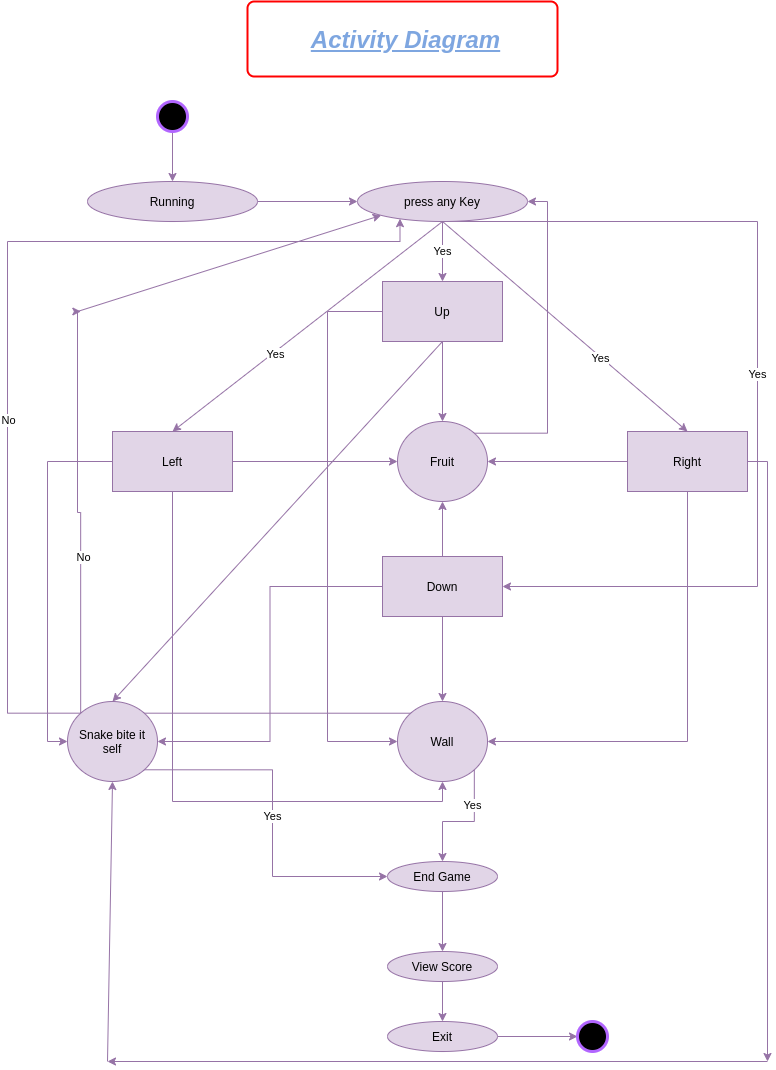 Activity Diagram
Running
press any Key
Yes
Up
Yes
Yes
Yes
No
Left
Fruit
Right
No
Down
Snake bite it
self
Wall
Yes
Yes
End Game
View Score
Exit